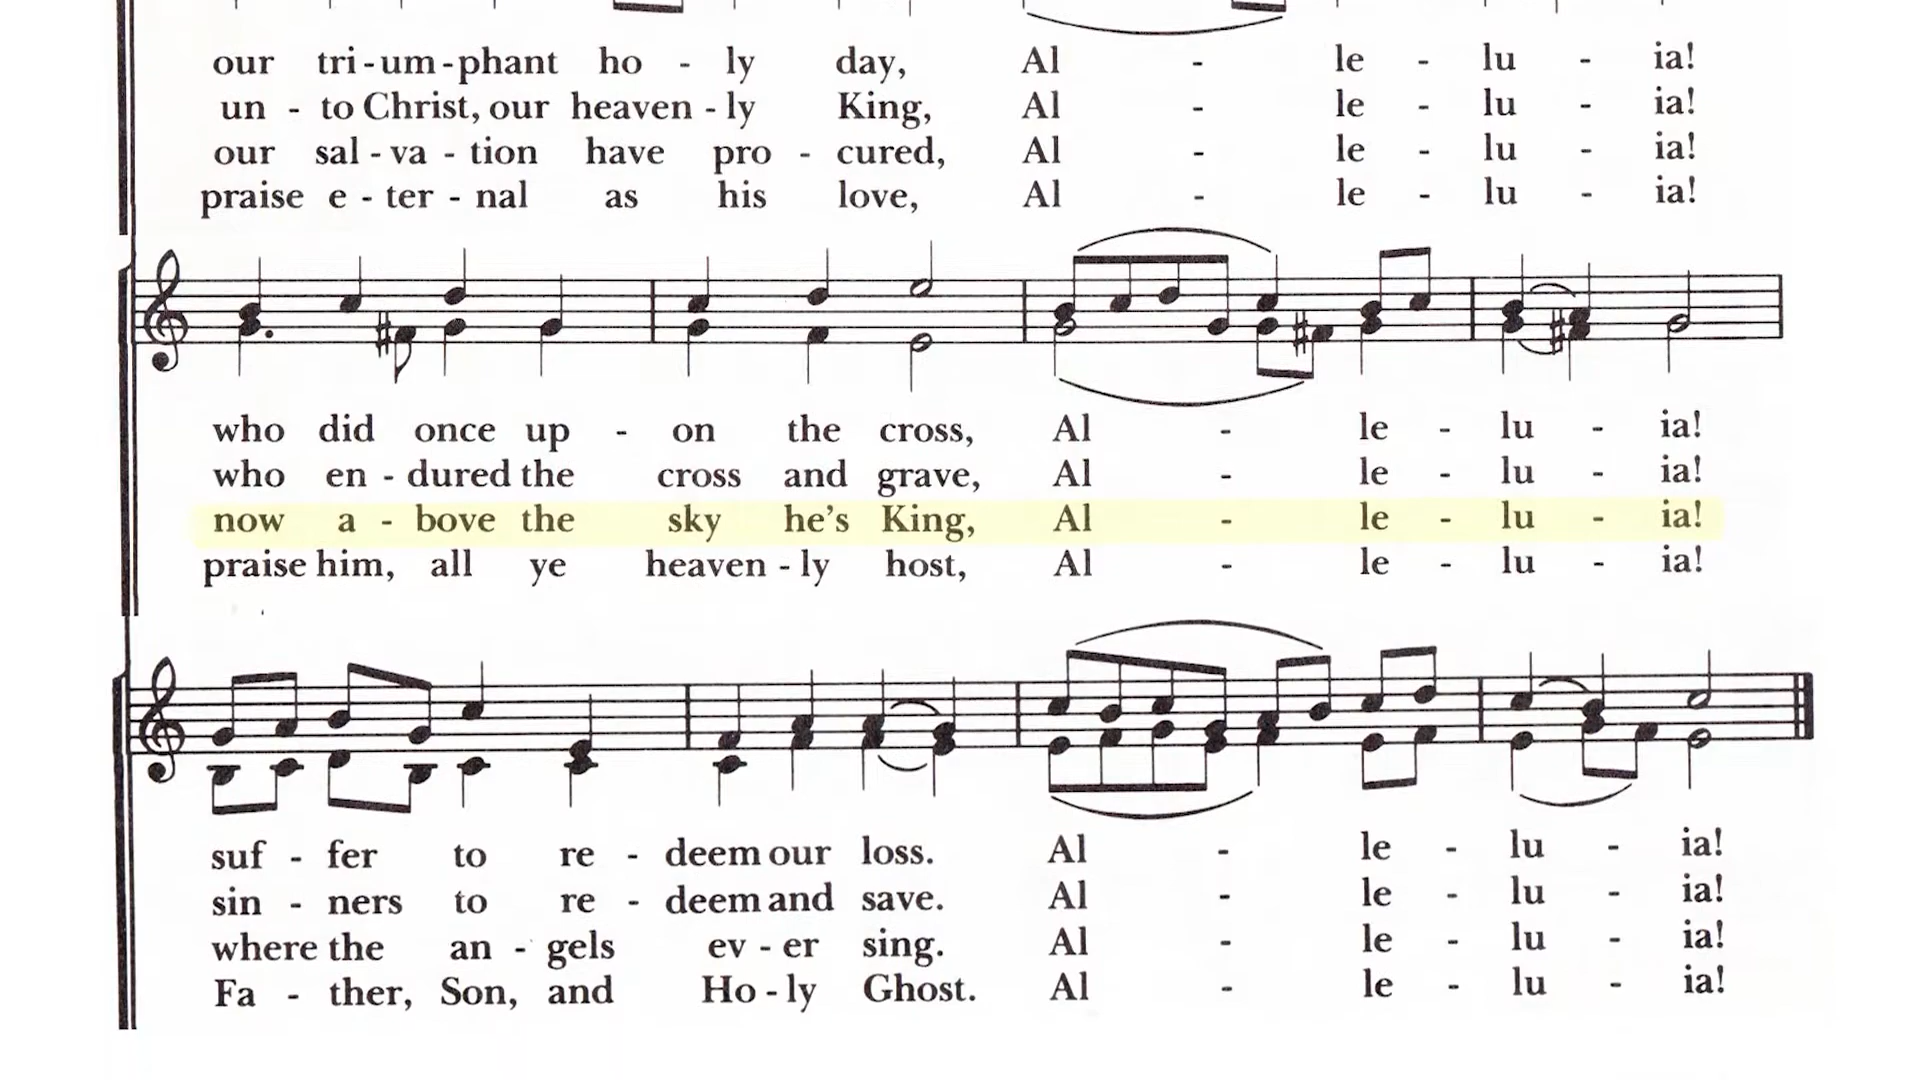 our tri-um-phant ho - ly day, Al - le - lu - ia!
un - to Christ, our heaven - ly King, Al - le - lu - ia!
our sal - va - tion have pro - cured, Al - le - lu - ia!
praise e - ter - nal as his love, Al - le - lu - ia!
who did once up - on the cross, Al - le - lu - ia!
who en - dured the cross and grave, Al - le - lu - ia!
now a - bove the sky he's King, Al - le - lu - ia!
praise him, all ye heaven - ly host, Al - le - lu - ia!
suf - fer to re - deem our loss. Al - le - lu - ia!
sin - ners to re - deem and save. Al - le - lu - ia!
where the an - gels ev - er sing. Al - le - lu - ia!
Fa - ther, Son, and Ho - ly Ghost. Al - le - lu - ia!